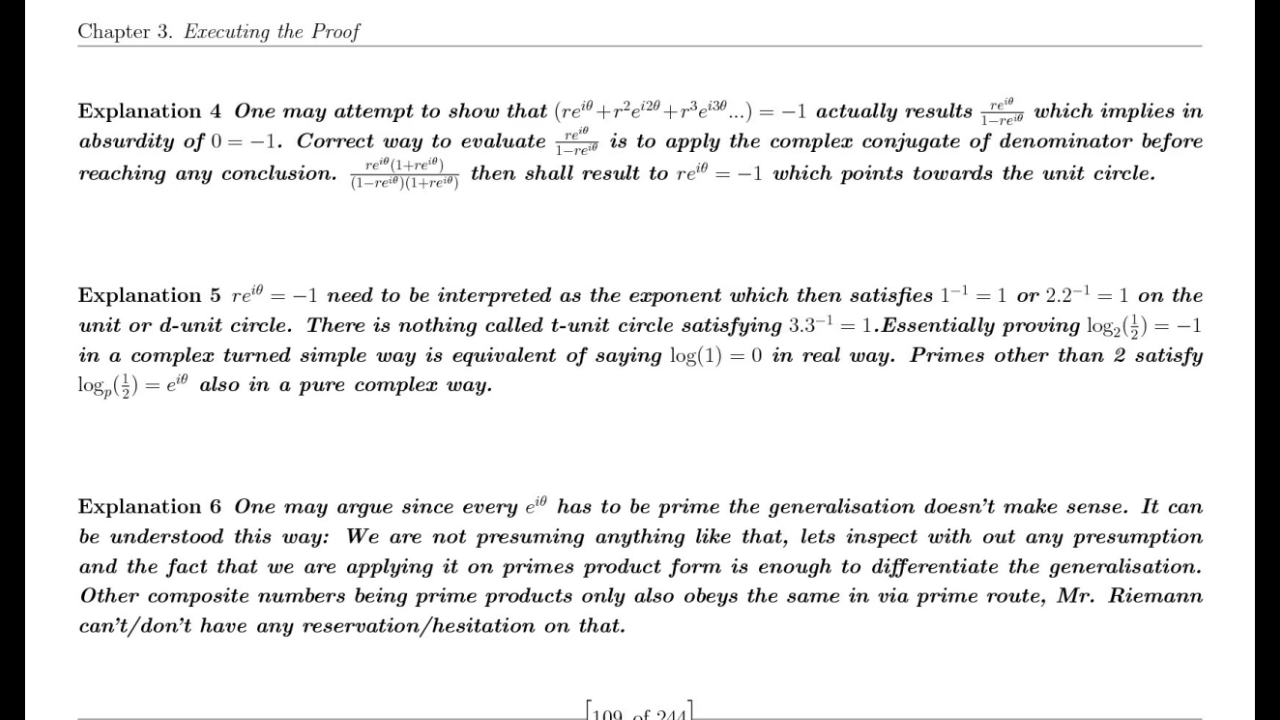 Chapter 3. Executing the Proof
Explanation 4 One may attempt to show that (re^{iθ}+r²e^{i2θ}+r³e^{i3θ}...) = −1 actually results \frac{re^{iθ}}{1−re^{iθ}} which implies in
absurdity of 0 = −1. Correct way to evaluate \frac{re^{iθ}}{1−re^{iθ}} is to apply the complex conjugate of denominator before
reaching any conclusion. \frac{re^{iθ}(1+re^{iθ})}{(1−re^{iθ})(1+re^{iθ})} then shall result to re^{iθ} = −1 which points towards the unit circle.
Explanation 5 re^{iθ} = −1 need to be interpreted as the exponent which then satisfies 1^{−1} = 1 or 2.2^{−1} = 1 on the
unit or d-unit circle. There is nothing called t-unit circle satisfying 3.3^{−1} = 1.Essentially proving log₂(\frac{1}{2}) = −1
in a complex turned simple way is equivalent of saying log(1) = 0 in real way. Primes other than 2 satisfy
log_p(\frac{1}{2}) = e^{iθ} also in a pure complex way.
Explanation 6 One may argue since every e^{iθ} has to be prime the generalisation doesn't make sense. It can
be understood this way: We are not presuming anything like that, lets inspect with out any presumption
and the fact that we are applying it on primes product form is enough to differentiate the generalisation.
Other composite numbers being prime products only also obeys the same in via prime route, Mr. Riemann
can't/don't have any reservation/hesitation on that.
[109 of 244]